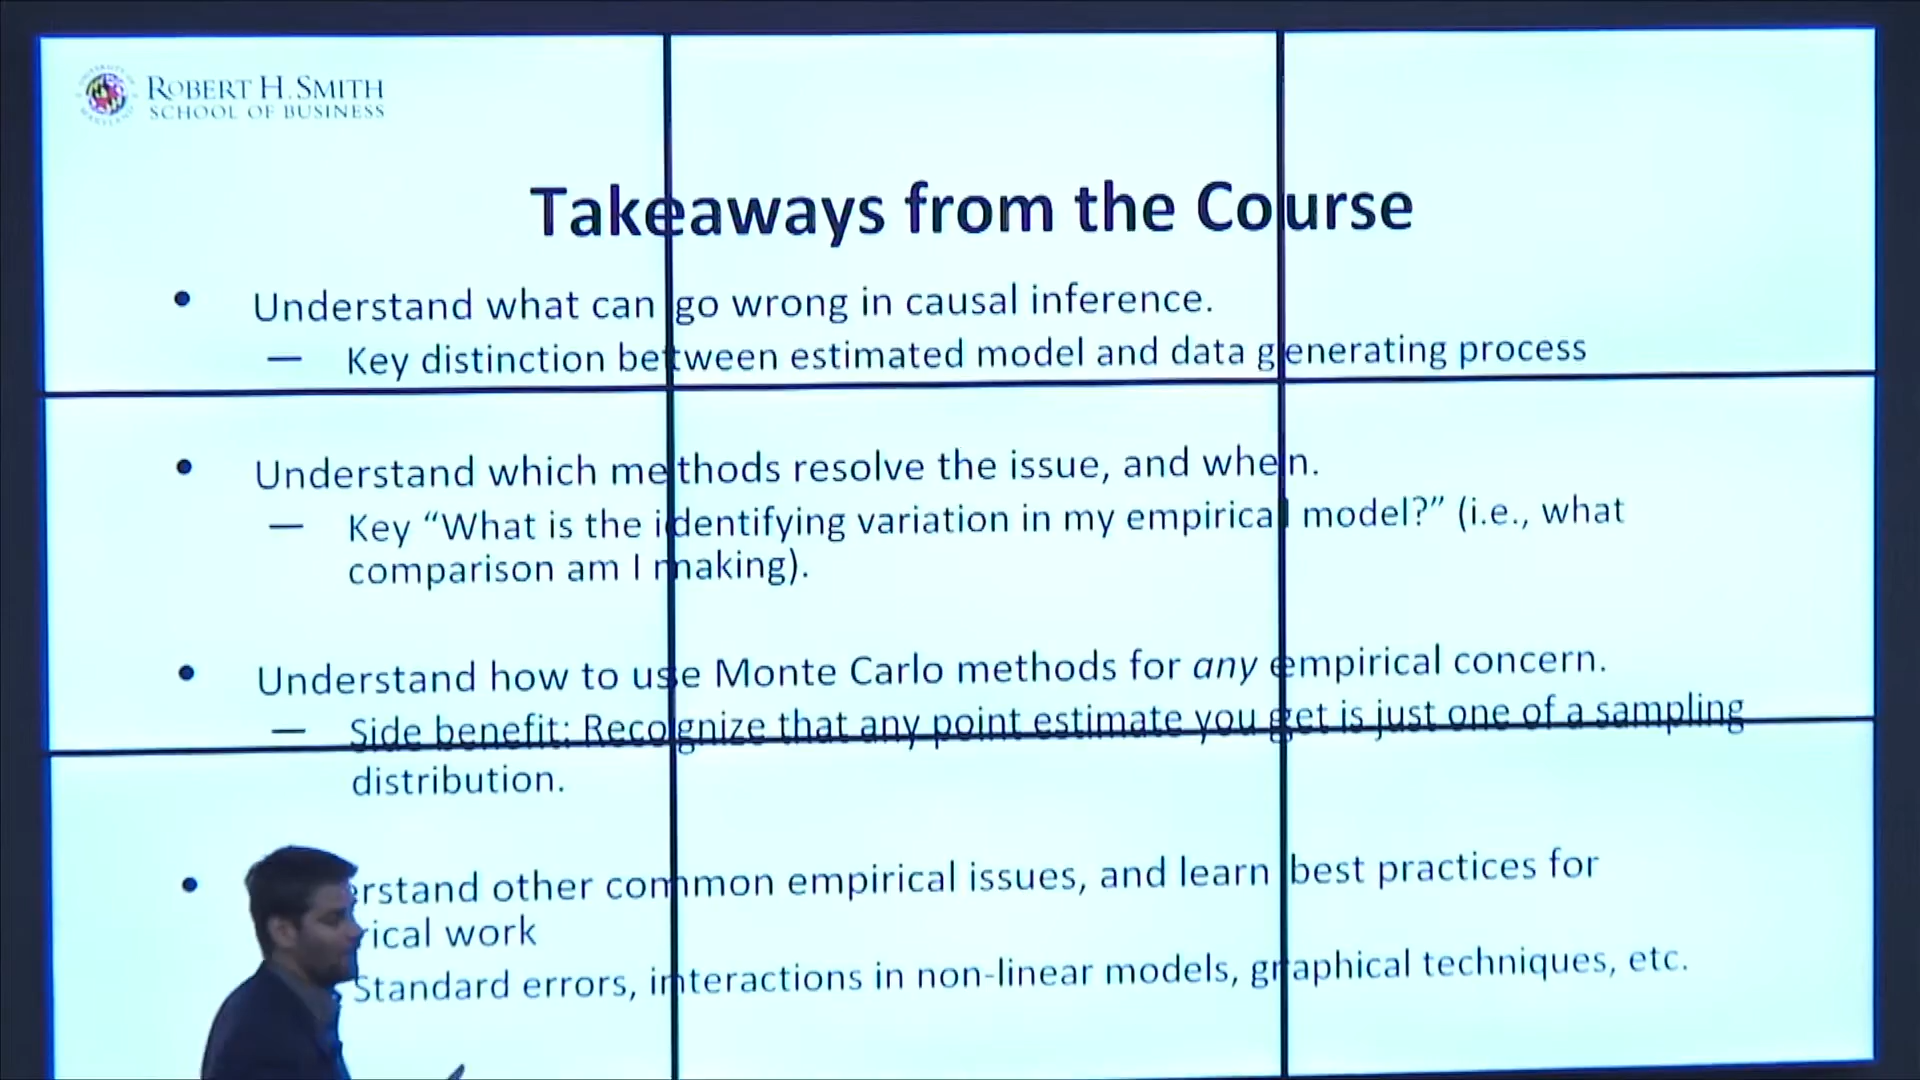 ROBERT H. SMITH
SCHOOL OF BUSINESS
Takeaways from the Course
• Understand what can go wrong in causal inference.
— Key distinction between estimated model and data generating process
• Understand which methods resolve the issue, and when.
— Key “What is the identifying variation in my empirical model?” (i.e., what
comparison am I making).
• Understand how to use Monte Carlo methods for any empirical concern.
— Side benefit: Recognize that any point estimate you get is just one of a sampling
distribution.
• erstand other common empirical issues, and learn best practices for
rical work
Standard errors, interactions in non-linear models, graphical techniques, etc.